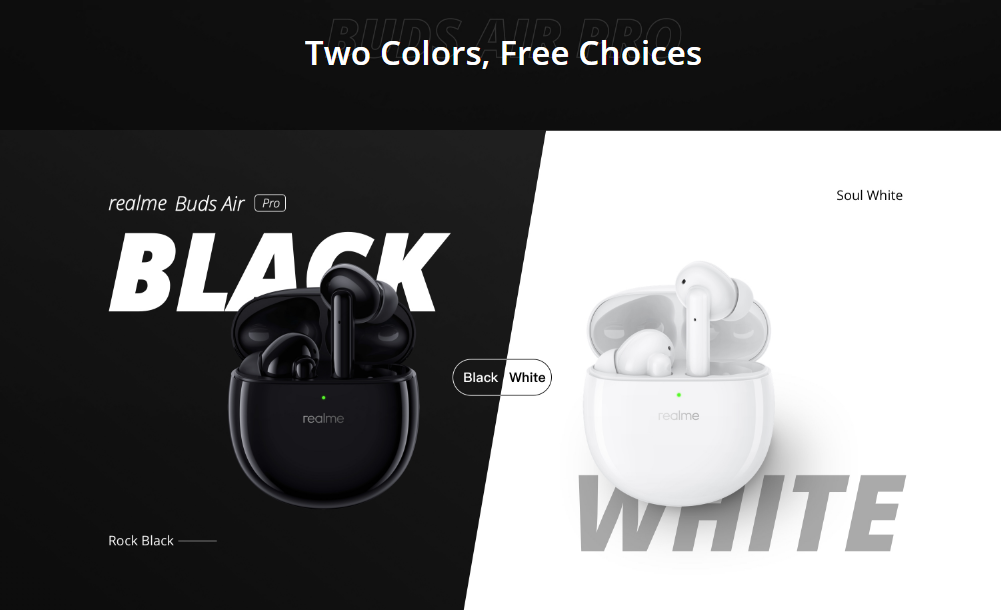 BUDS AIR PRO
Two Colors, Free Choices
realme Buds Air Pro
BLACK
Soul White
Black White
realme
realme
WHITE
Rock Black